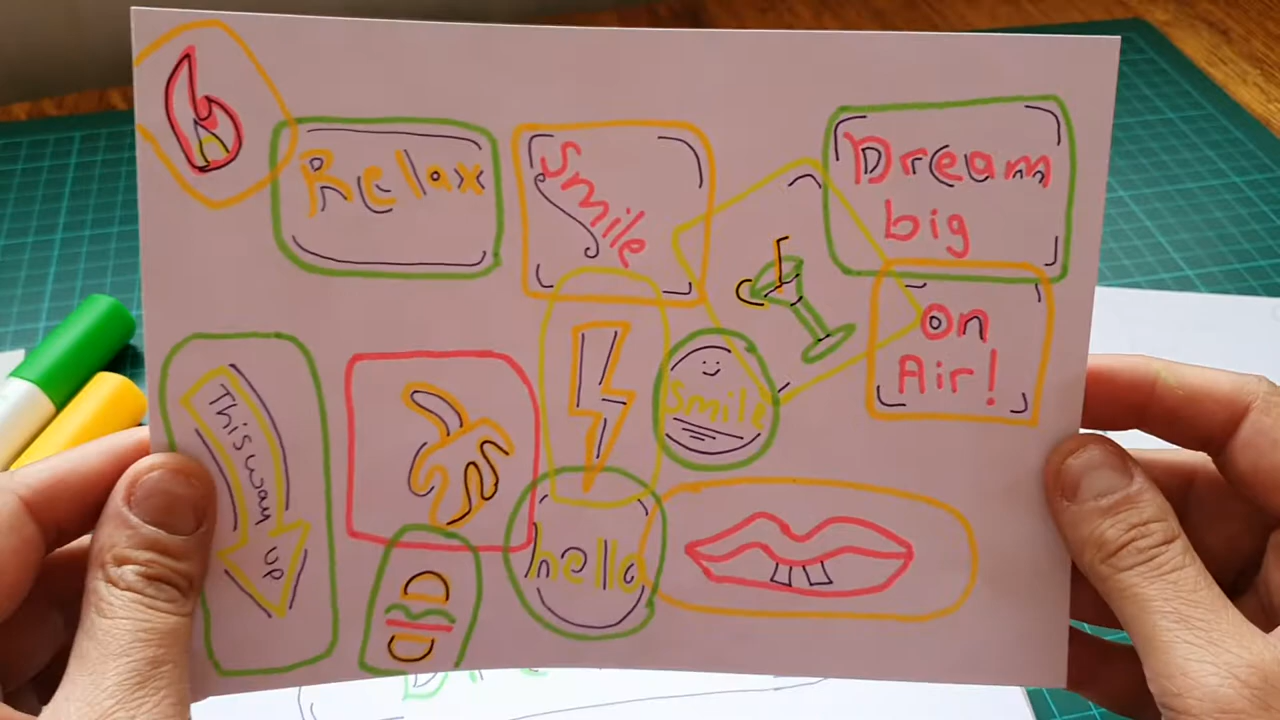 Relax
Smile
Dream
big
on
Air!
This way up
Smile
hello